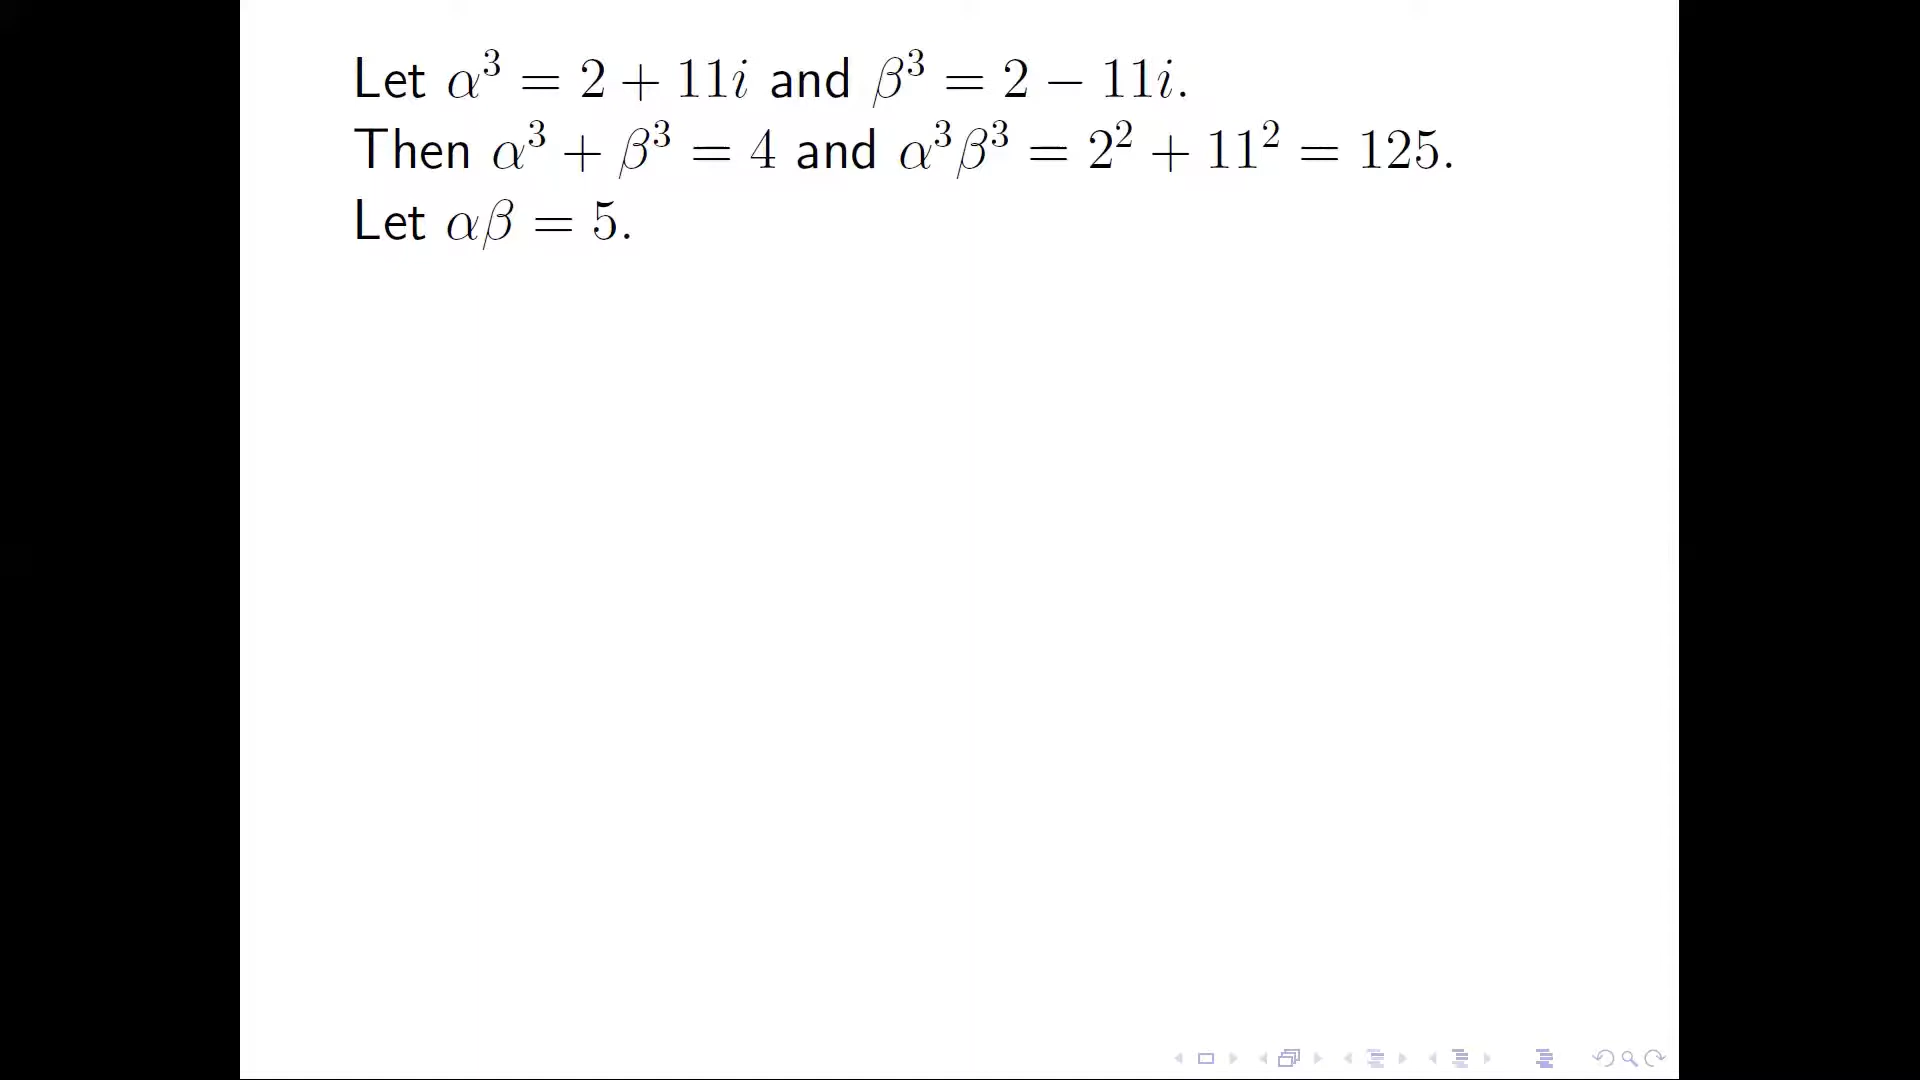 Let α³ = 2 + 11i and β³ = 2 − 11i.
Then α³ + β³ = 4 and α³β³ = 2² + 11² = 125.
Let αβ = 5.